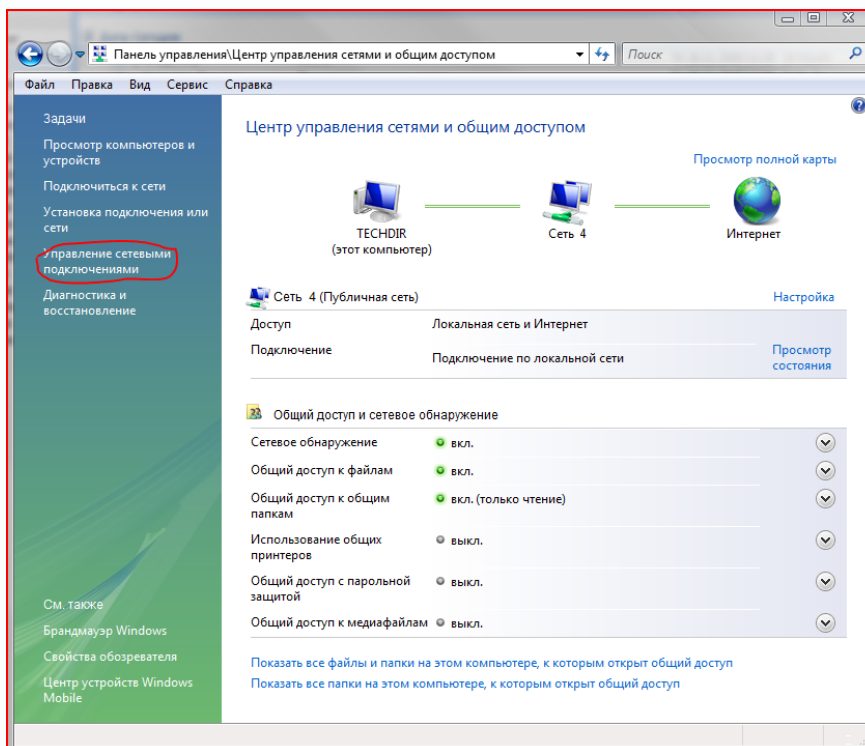 Панель управления\Центр управления сетями и общим доступом
Поиск
Файл Правка Вид Сервис Справка
Задачи
Просмотр компьютеров и
устройств
Подключиться к сети
Установка подключения или
сети
Управление сетевыми
подключениями
Диагностика и
восстановление
См. также
Брандмауэр Windows
Свойства обозревателя
Центр устройств Windows
Mobile
Центр управления сетями и общим доступом
Просмотр полной карты
TECHDIR
(этот компьютер)
Сеть 4
Интернет
Сеть 4 (Публичная сеть)
Настройка
Доступ
Локальная сеть и Интернет
Подключение
Подключение по локальной сети
Просмотр
состояния
Общий доступ и сетевое обнаружение
Сетевое обнаружение
вкл.
Общий доступ к файлам
вкл.
Общий доступ к общим
папкам
вкл. (только чтение)
Использование общих
принтеров
выкл.
Общий доступ с парольной
защитой
выкл.
Общий доступ к медиафайлам
выкл.
Показать все файлы и папки на этом компьютере, к которым открыт общий доступ
Показать все папки на этом компьютере, к которым открыт общий доступ